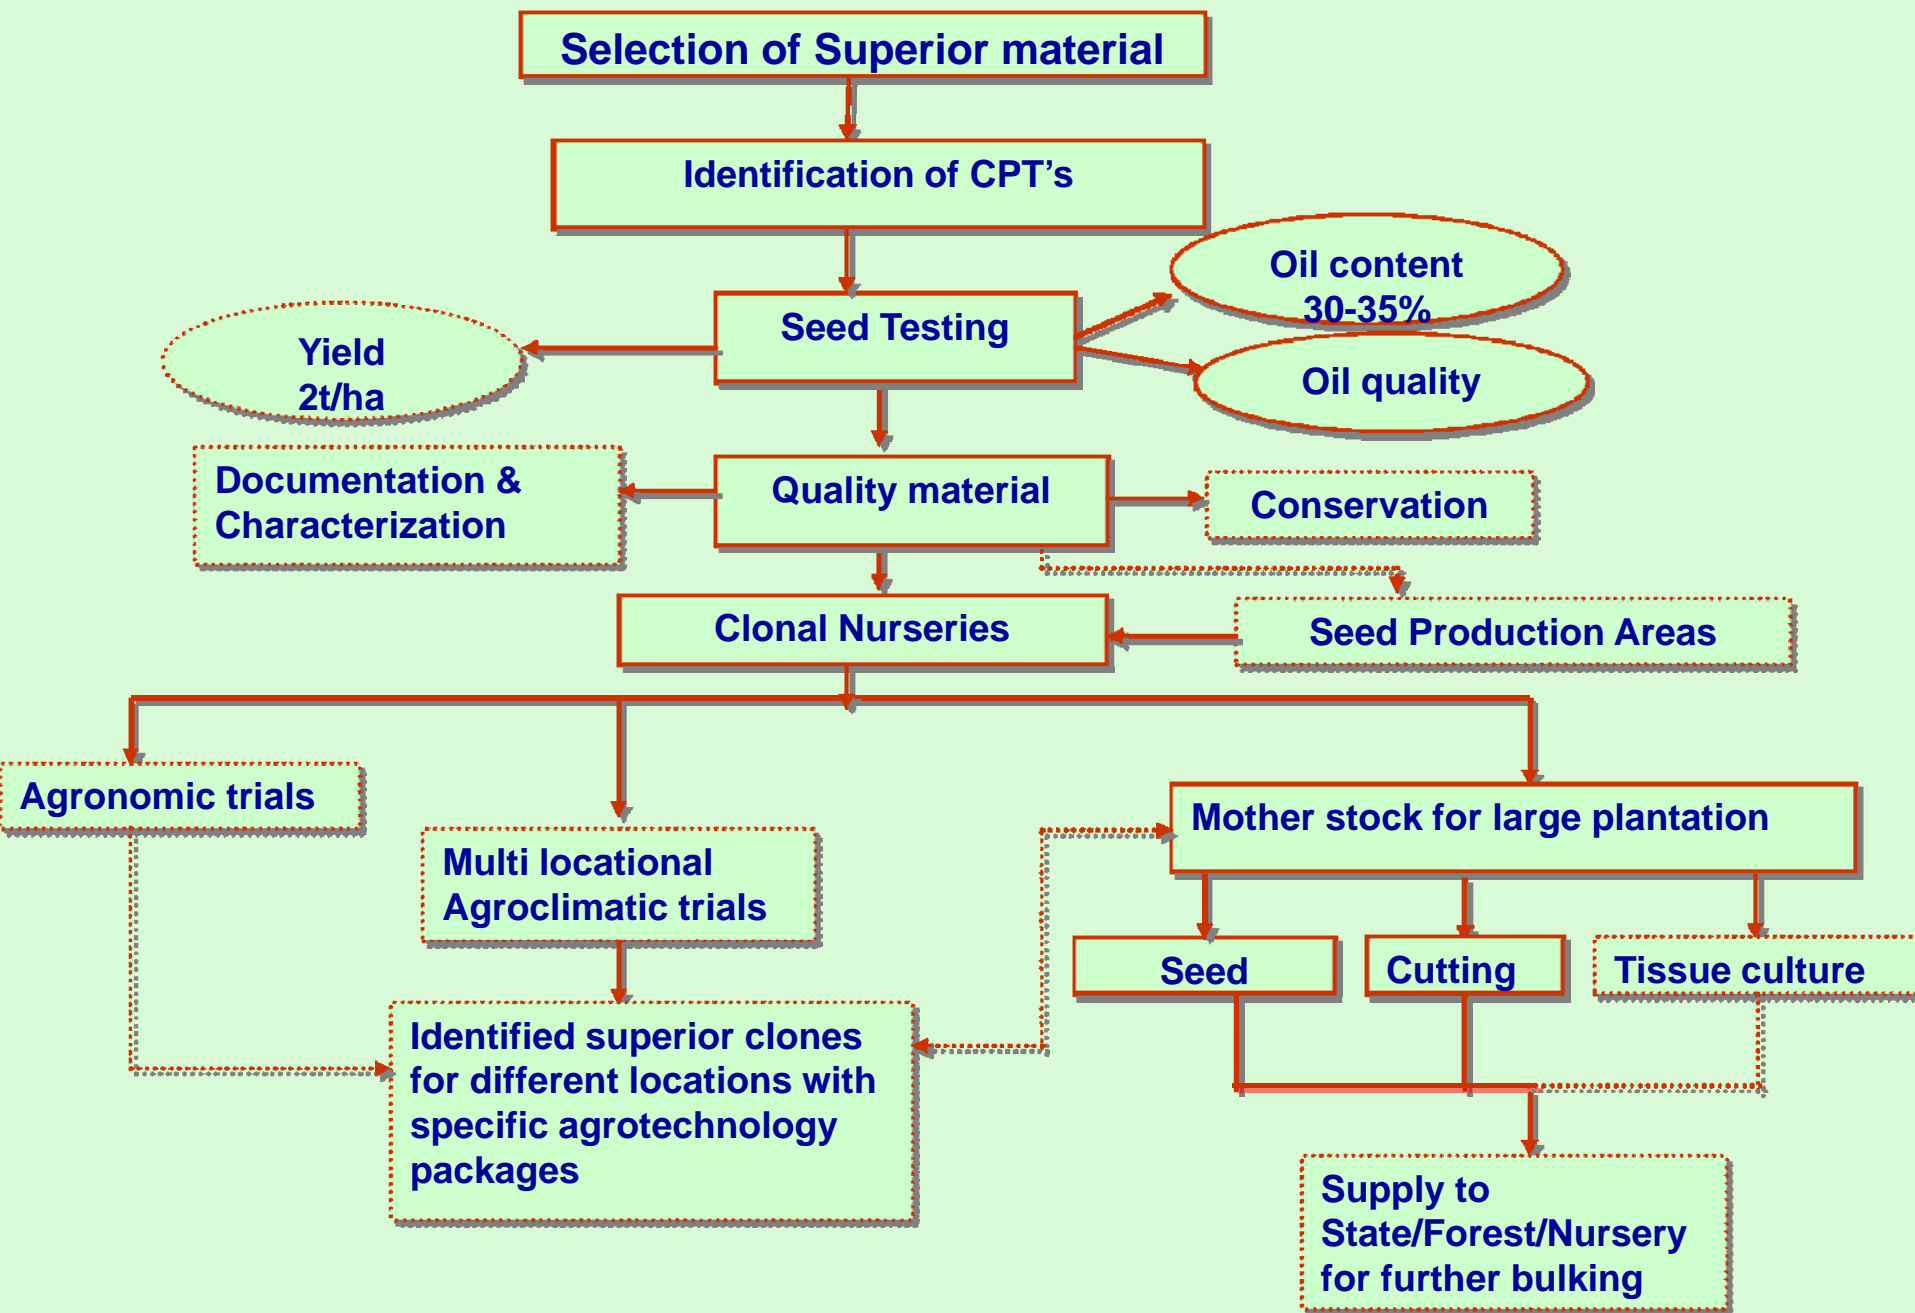 Selection of Superior material
Identification of CPT’s
Oil content
30-35%
Seed Testing
Yield
2t/ha
Oil quality
Documentation &
Characterization
Quality material
Conservation
Clonal Nurseries
Seed Production Areas
Agronomic trials
Multi locational
Agroclimatic trials
Mother stock for large plantation
Seed
Cutting
Tissue culture
Identified superior clones
for different locations with
specific agrotechnology
packages
Supply to
State/Forest/Nursery
for further bulking